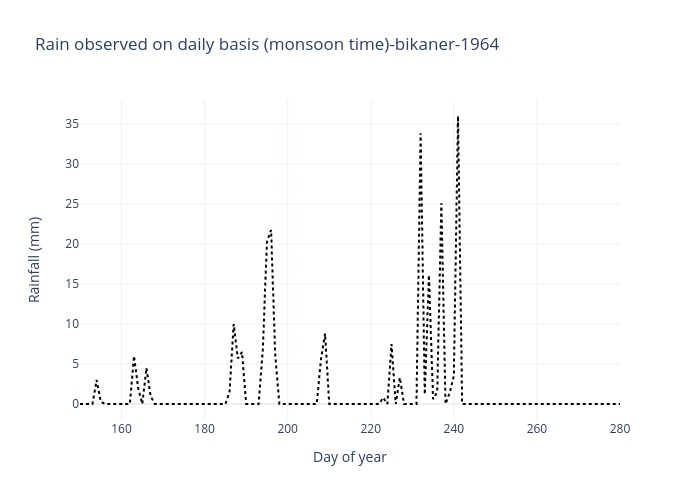 Rain observed on daily basis (monsoon time)-bikaner-1964
35
30
25
20
15
10
5
0
Rainfall (mm)
160 180 200 220 240 260 280
Day of year